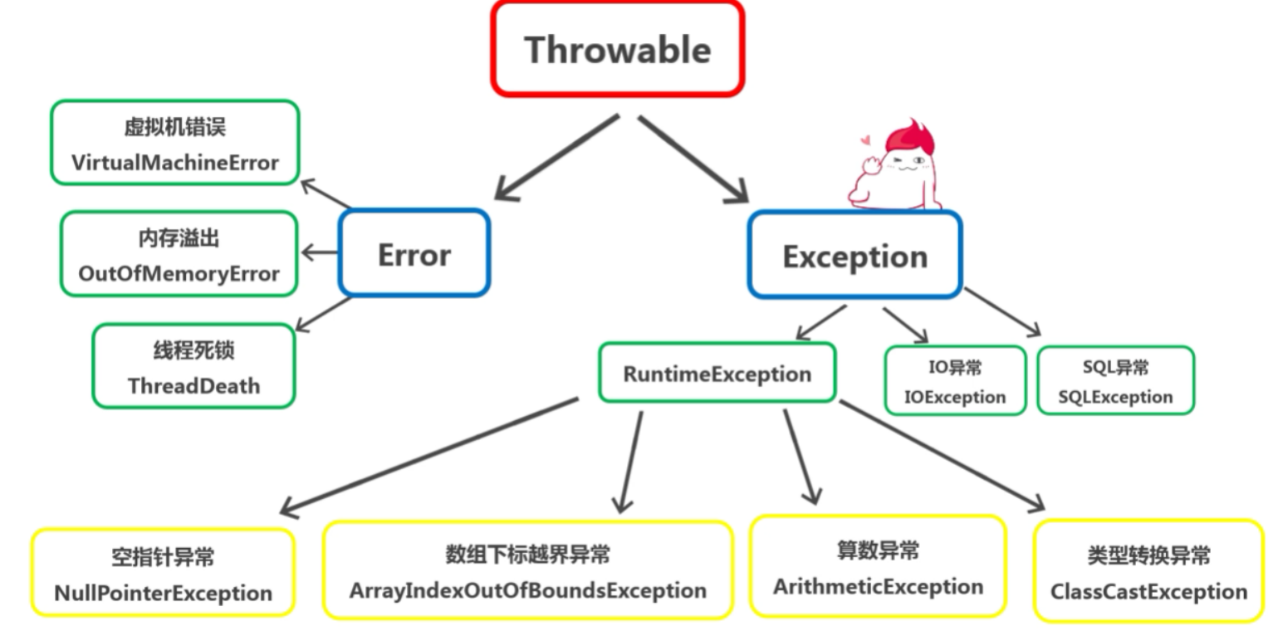 Throwable
虚拟机错误
VirtualMachineError
内存溢出
OutOfMemoryError
线程死锁
ThreadDeath
Error
Exception
RuntimeException
IO异常
IOException
SQL异常
SQLException
空指针异常
NullPointerException
数组下标越界异常
ArrayIndexOutOfBoundsException
算数异常
ArithmeticException
类型转换异常
ClassCastException